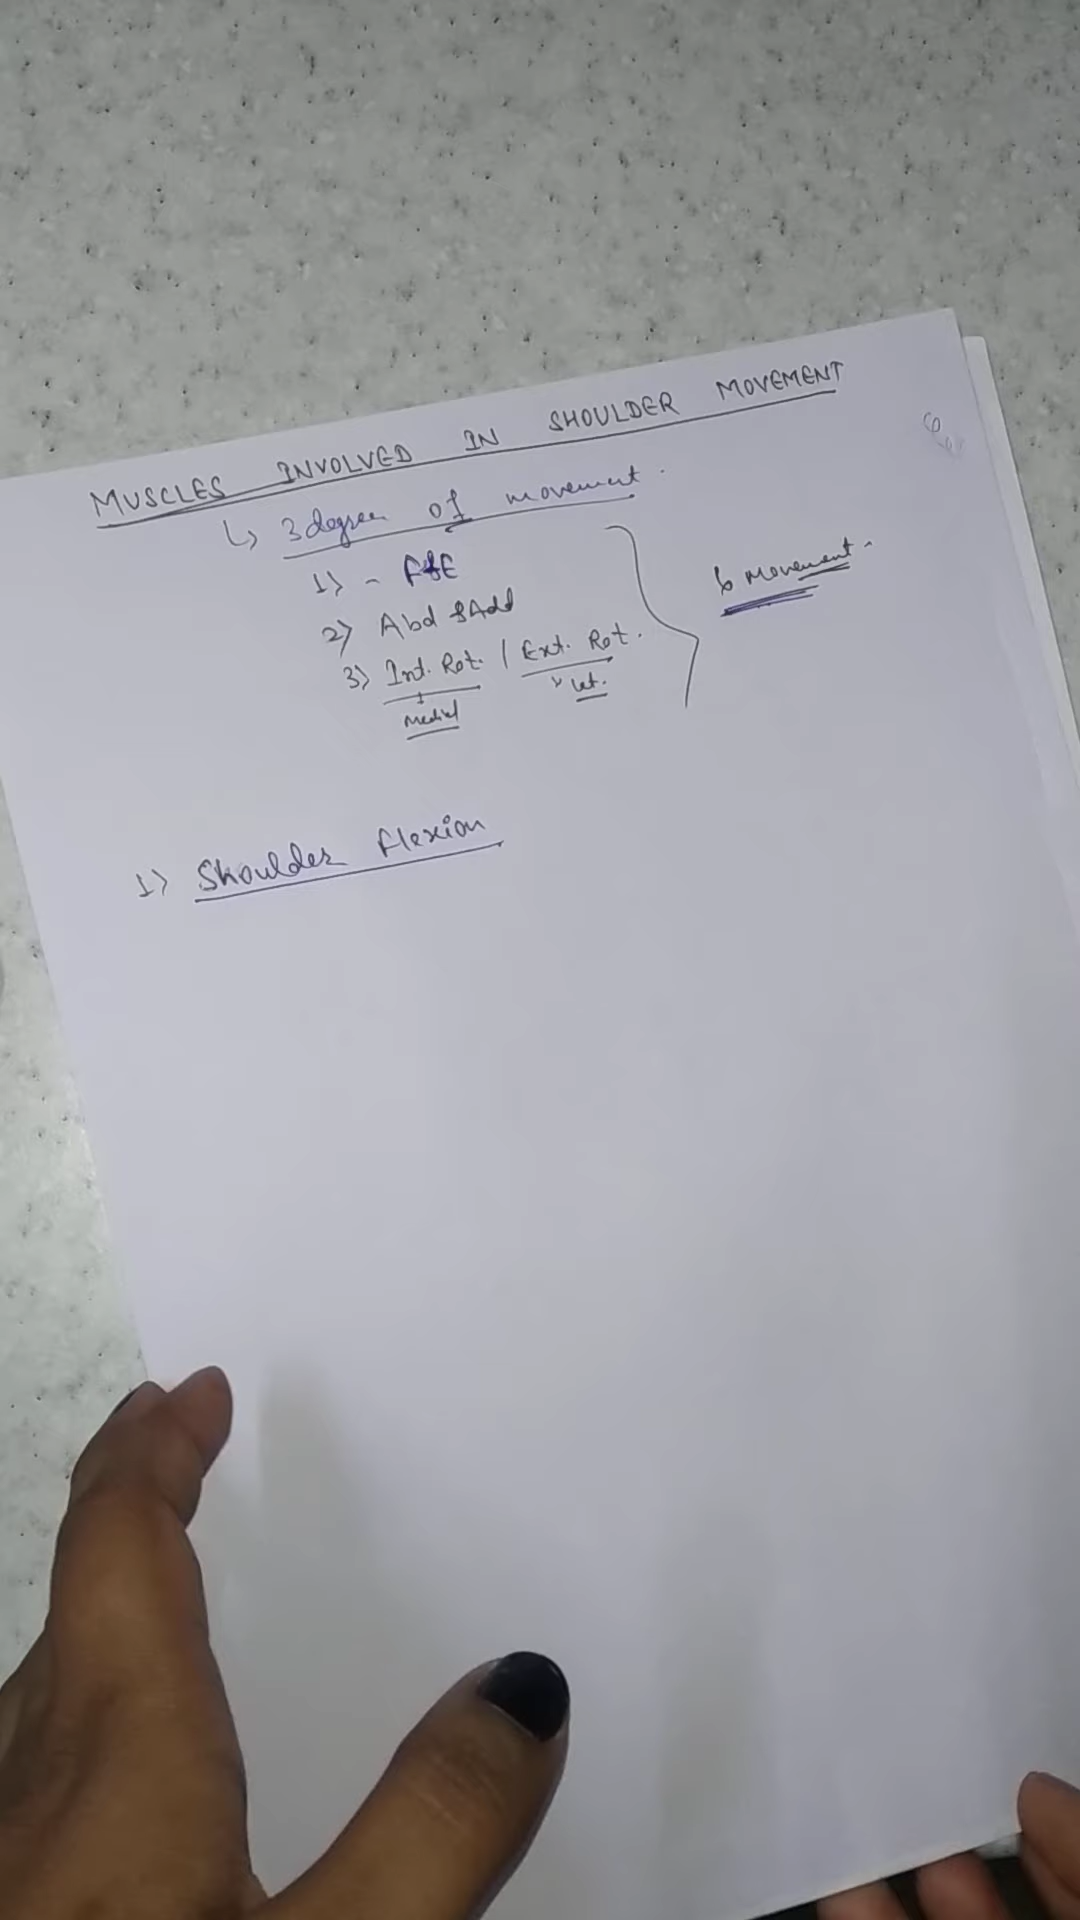 MUSCLES INVOLVED IN SHOULDER MOVEMENT
↳ 3 degree of movement.
1) - F&E
2) Abd & Add
3) Int. Rot. / Ext. Rot.
Medial
lat.
6 Movement.
1) Shoulder flexion